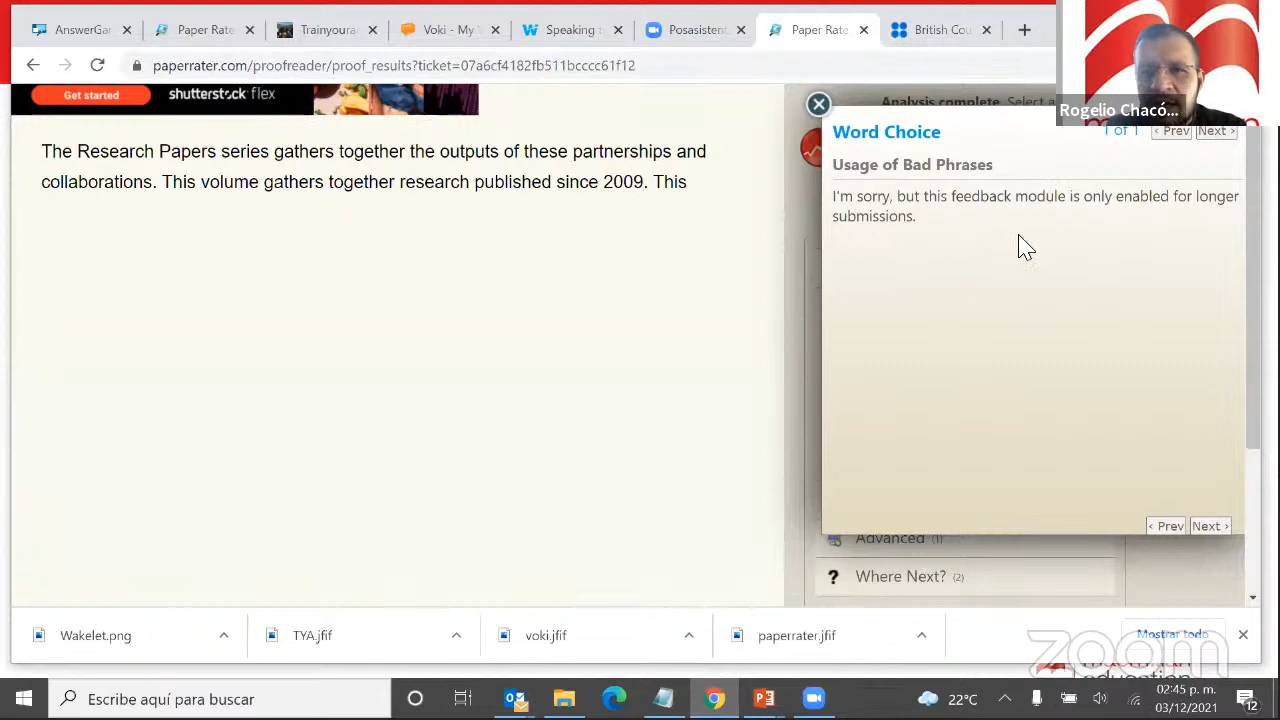 AnswerGar
Paper Rate
Trainyoura
Voki - My
Speaking
Posasistent
Paper Rate
British Cou
paperrater.com/proofreader/proof_results?ticket=07a6cf4182fb511bcccc61f12
Rogelio Chacó...
Get started
shutterstock flex
The Research Papers series gathers together the outputs of these partnerships and
collaborations. This volume gathers together research published since 2009. This
Analysis complete. Select a
Word Choice
1 of 1
‹ Prev
Next ›
Usage of Bad Phrases
I'm sorry, but this feedback module is only enabled for longer
submissions.
‹ Prev
Next ›
Advanced (1)
? Where Next? (2)
Wakelet.png
TYA.jfif
voki.jfif
paperrater.jfif
Mostrar todo
zoom
education
Escribe aquí para buscar
22°C
02:45 p. m.
03/12/2021
12